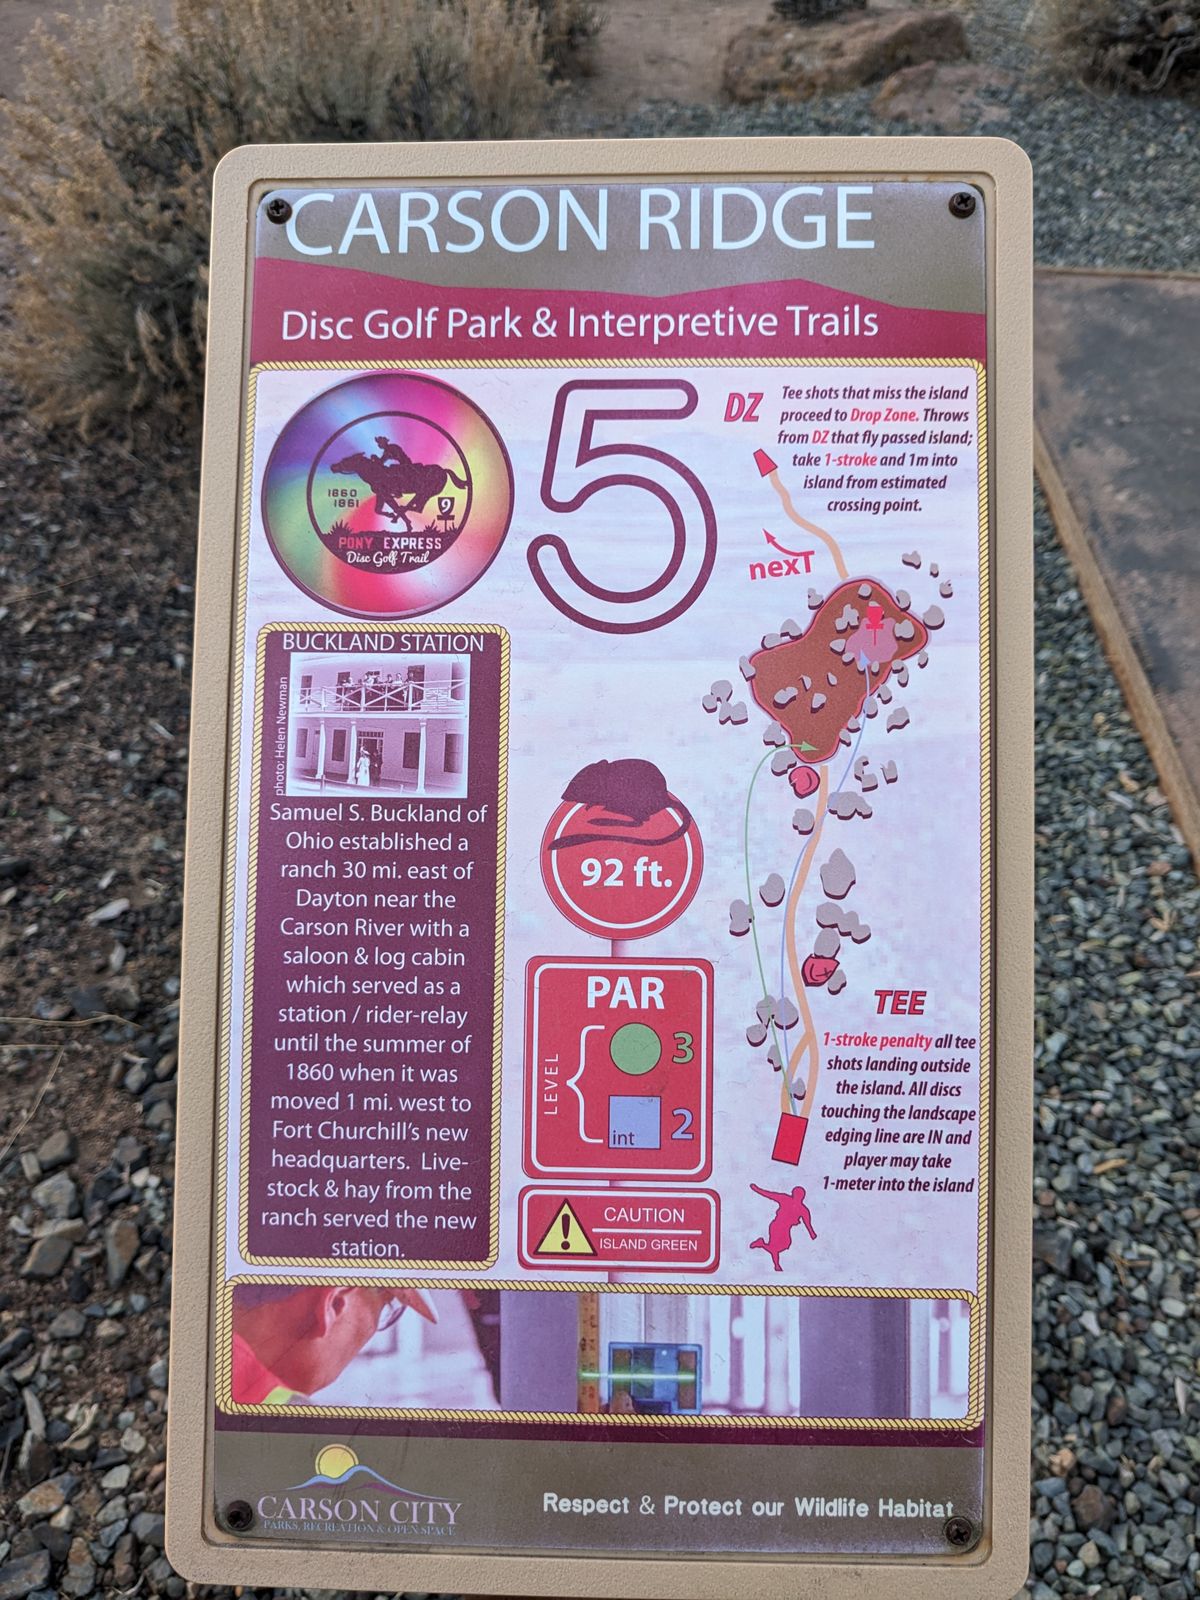 CARSON RIDGE
Disc Golf Park & Interpretive Trails
1860
1861
9
PONY EXPRESS
Disc Golf Trail
5
DZ
Tee shots that miss the island
proceed to Drop Zone. Throws
from DZ that fly passed island;
take 1-stroke and 1m into
island from estimated
crossing point.
nexT
BUCKLAND STATION
photo: Helen Newman
Samuel S. Buckland of
Ohio established a
ranch 30 mi. east of
Dayton near the
Carson River with a
saloon & log cabin
which served as a
station / rider-relay
until the summer of
1860 when it was
moved 1 mi. west to
Fort Churchill's new
headquarters. Live-
stock & hay from the
ranch served the new
station.
92 ft.
PAR
LEVEL
3
int
2
CAUTION
ISLAND GREEN
TEE
1-stroke penalty all tee
shots landing outside
the island. All discs
touching the landscape
edging line are IN and
player may take
1-meter into the island
CARSON CITY
PARKS, RECREATION & OPEN SPACE
Respect & Protect our Wildlife Habitat